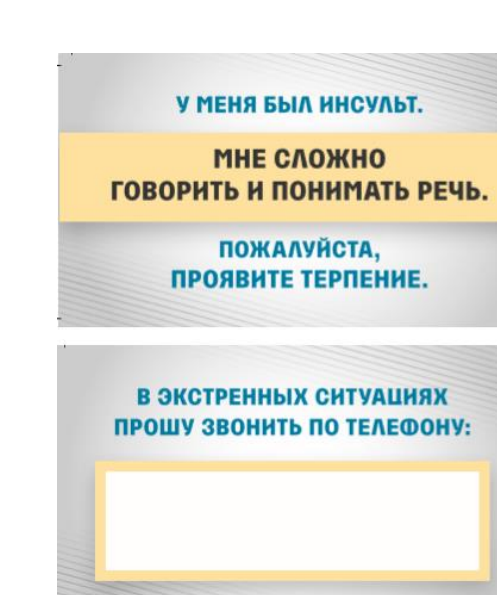 У МЕНЯ БЫЛ ИНСУЛЬТ.
МНЕ СЛОЖНО
ГОВОРИТЬ И ПОНИМАТЬ РЕЧЬ.
ПОЖАЛУЙСТА,
ПРОЯВИТЕ ТЕРПЕНИЕ.
В ЭКСТРЕННЫХ СИТУАЦИЯХ
ПРОШУ ЗВОНИТЬ ПО ТЕЛЕФОНУ: